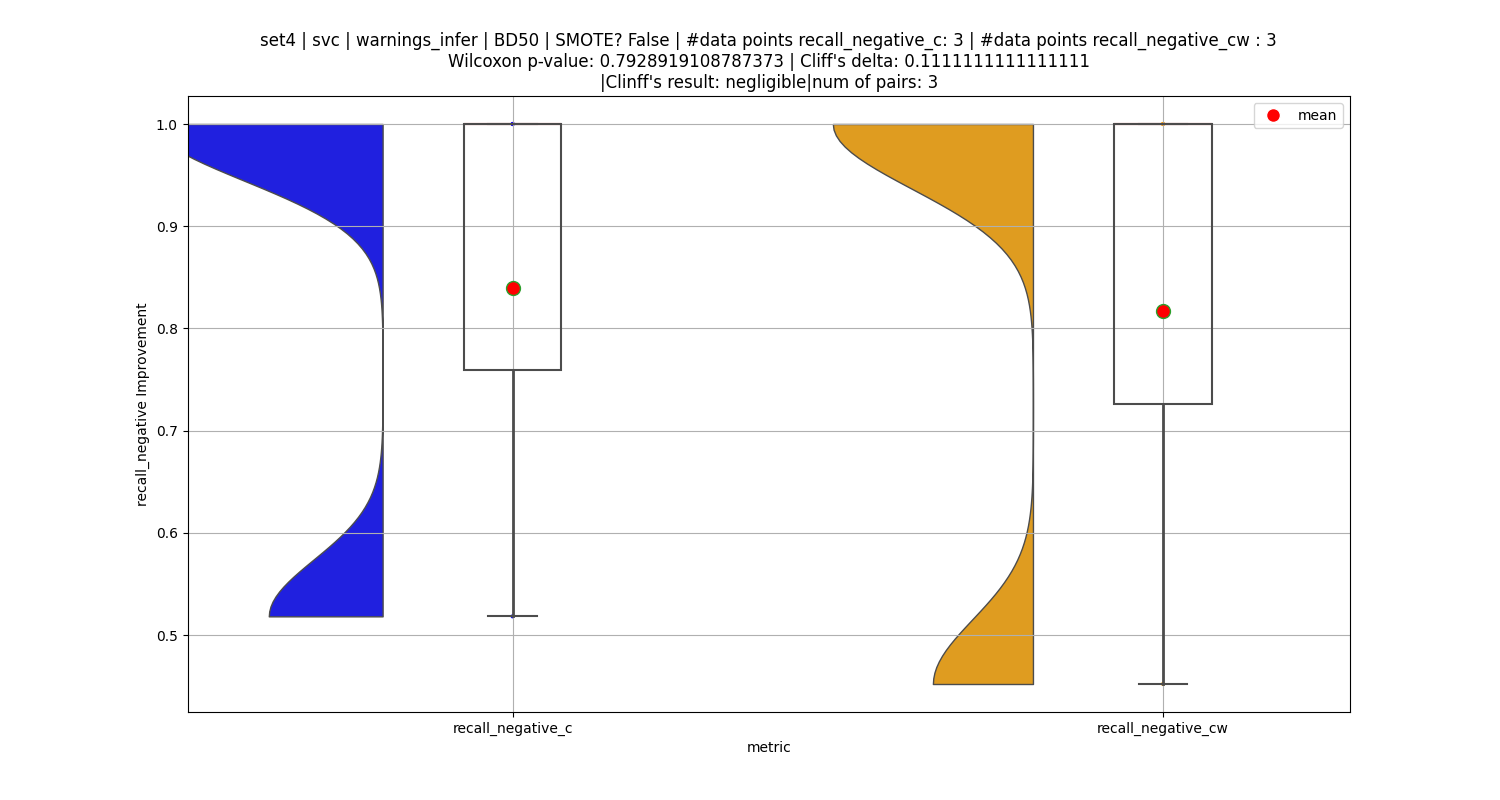 set4 | svc | warnings_infer | BD50 | SMOTE? False | #data points recall_negative_c: 3 | #data points recall_negative_cw : 3
Wilcoxon p-value: 0.7928919108787373 | Cliff's delta: 0.1111111111111111
|Clinff's result: negligible|num of pairs: 3
mean
1.0
0.9
0.8
0.7
0.6
0.5
recall_negative Improvement
recall_negative_c
recall_negative_cw
metric